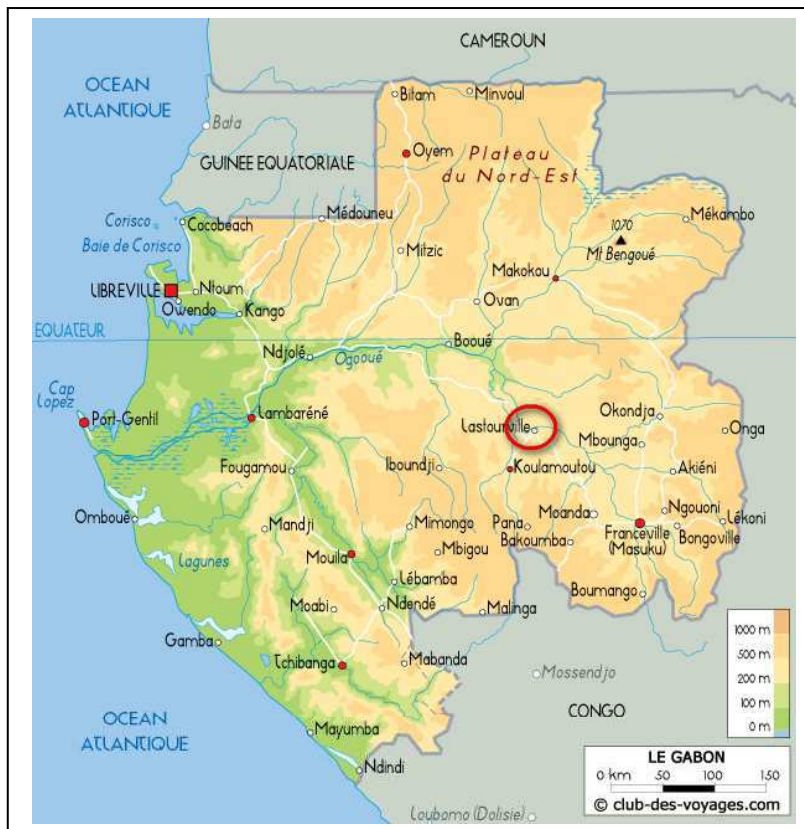 CAMEROUN
OCEAN
ATLANTIQUE
Bitam
Minvoul
Bata
Oyem
GUINEE EQUATORIALE
Plateau
du Nord-Est
Corisco
Cocobeach
Médouneu
Mékambo
Baie de Corisco
1070
Mt Bengoué
Mitzic
Makokou
LIBREVILLE
Ntoum
Owendo
Kango
Ovan
EQUATEUR
Booué
Ndjolé
Ogooué
Cap
Lopez
Port-Gentil
Lambaréné
Okondja
Lastourville
Onga
Mbounga
Fougamou
Iboundji
Koulamoutou
Akiéni
Omboué
Mandji
Mimongo
Pana
Moanda
Ngouoni
Lékoni
Franceville
(Masuku)
Bongoville
Bakoumba
Lagunes
Mouila
Mbigou
Lébamba
Boumango
Moabi
Ndendé
Malinga
Gamba
Tchibanga
Mabanda
Mossendjo
1000 m
500 m
200 m
100 m
0 m
CONGO
OCEAN
ATLANTIQUE
Mayumba
Ndindi
LE GABON
0 km 50 100 150
© club-des-voyages.com
Loubomo (Dolisie)